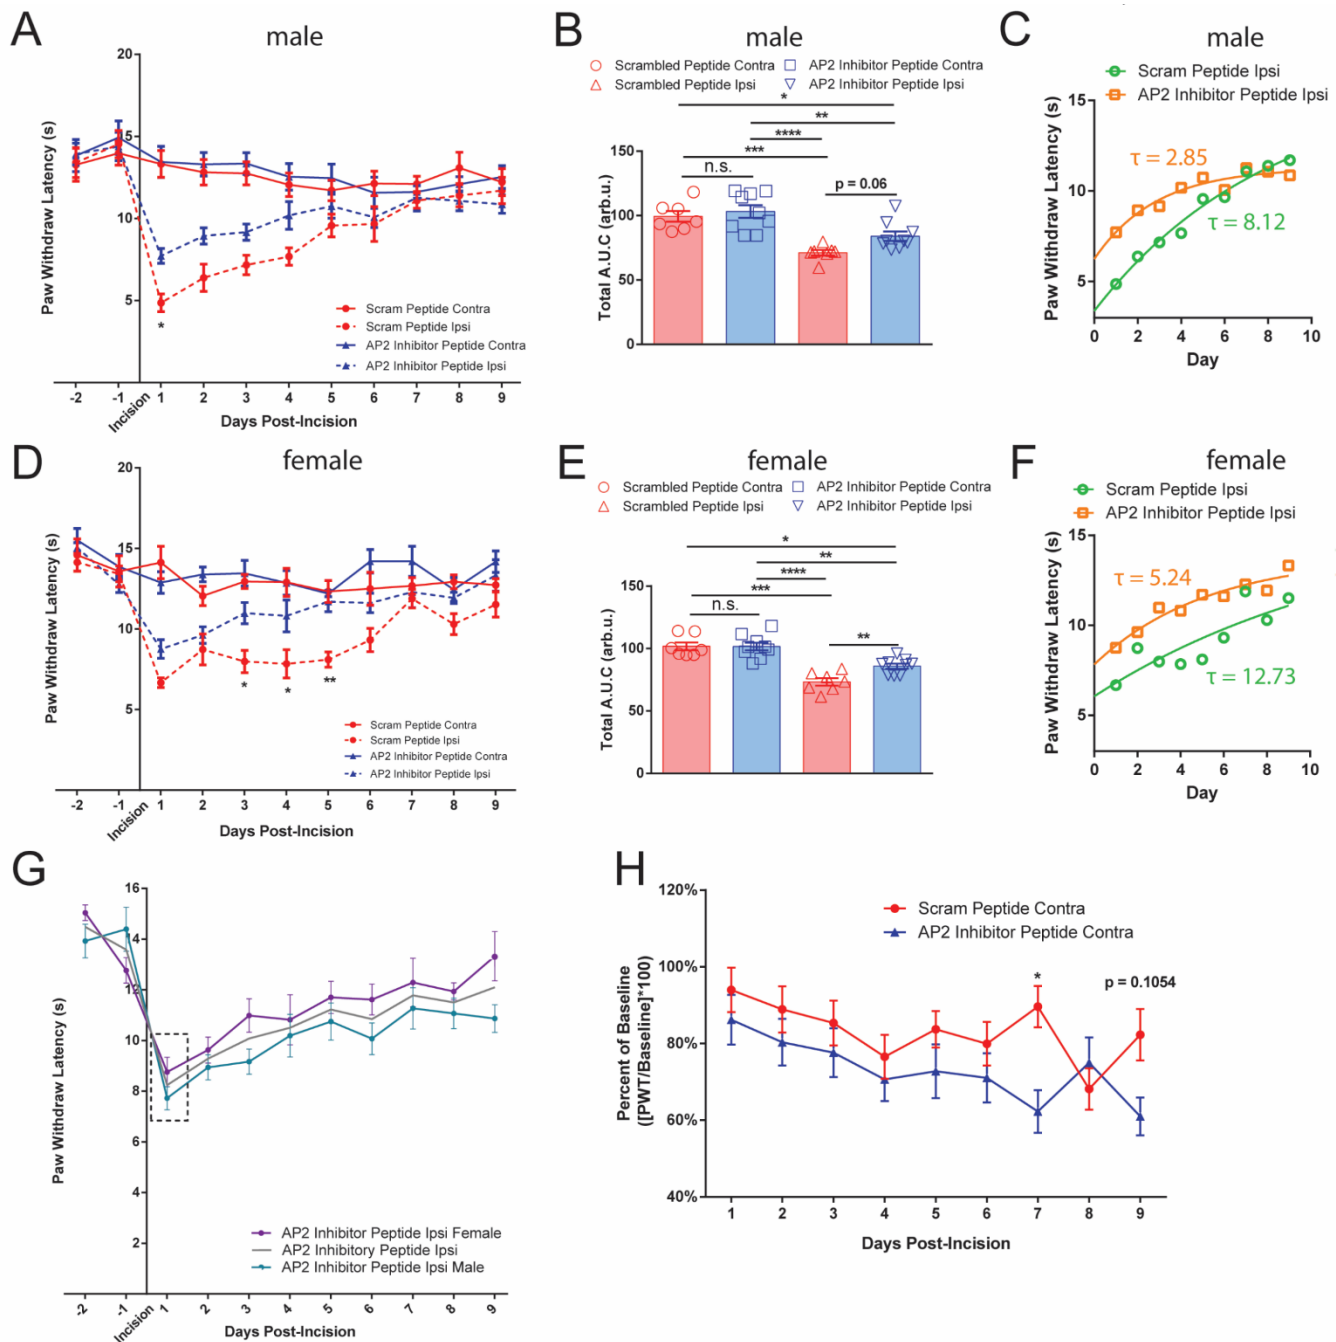 A
male
20
15
10
5
Paw Withdraw Latency (s)
Scram Peptide Contra
Scram Peptide Ipsi
AP2 Inhibitor Peptide Contra
AP2 Inhibitor Peptide Ipsi
*
-2 -1 Incision 1 2 3 4 5 6 7 8 9
Days Post-Incision
B
male
Scrambled Peptide Contra
AP2 Inhibitor Peptide Contra
Scrambled Peptide Ipsi
AP2 Inhibitor Peptide Ipsi
*
**
****
***
n.s.
p = 0.06
150
100
50
0
Total A.U.C (arb.u.)
C
male
Scram Peptide Ipsi
AP2 Inhibitor Peptide Ipsi
15
10
5
Paw Withdraw Latency (s)
τ = 2.85
τ = 8.12
0 2 4 6 8 10
Day
D
female
20
15
10
5
Paw Withdraw Latency (s)
* * **
Scram Peptide Contra
Scram Peptide Ipsi
AP2 Inhibitor Peptide Contra
AP2 Inhibitor Peptide Ipsi
-2 -1 Incision 1 2 3 4 5 6 7 8 9
Days Post-Incision
E
female
Scrambled Peptide Contra
AP2 Inhibitor Peptide Contra
Scrambled Peptide Ipsi
AP2 Inhibitor Peptide Ipsi
*
**
****
***
n.s.
**
150
100
50
0
Total A.U.C (arb.u.)
F
female
Scram Peptide Ipsi
AP2 Inhibitor Peptide Ipsi
15
10
5
Paw Withdraw Latency (s)
τ = 5.24
τ = 12.73
0 2 4 6 8 10
Day
G
16
14
12
10
8
6
4
2
Paw Withdraw Latency (s)
AP2 Inhibitor Peptide Ipsi Female
AP2 Inhibitory Peptide Ipsi
AP2 Inhibitor Peptide Ipsi Male
-2 -1 Incision 1 2 3 4 5 6 7 8 9
Days Post-Incision
H
120%
100%
80%
60%
40%
Percent of Baseline
([PWT/Baseline]*100)
Scram Peptide Contra
AP2 Inhibitor Peptide Contra
*
p = 0.1054
1 2 3 4 5 6 7 8 9
Days Post-Incision